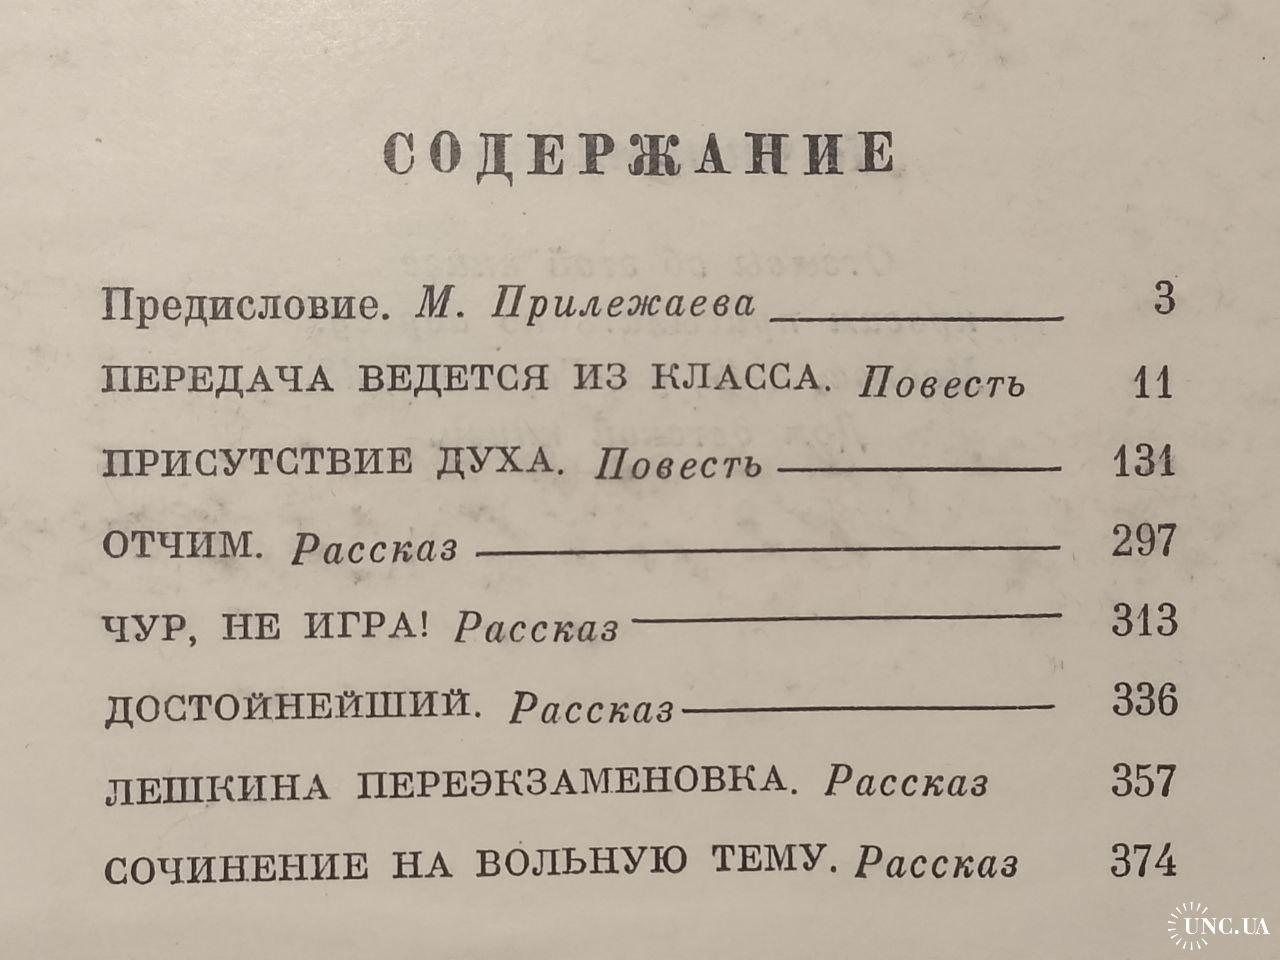 СОДЕРЖАНИЕ
Предисловие. М. Прилежаева 3
ПЕРЕДАЧА ВЕДЕТСЯ ИЗ КЛАССА. Повесть 11
ПРИСУТСТВИЕ ДУХА. Повесть 131
ОТЧИМ. Рассказ 297
ЧУР, НЕ ИГРА! Рассказ 313
ДОСТОЙНЕЙШИЙ. Рассказ 336
ЛЕШКИНА ПЕРЕЭКЗАМЕНОВКА. Рассказ 357
СОЧИНЕНИЕ НА ВОЛЬНУЮ ТЕМУ. Рассказ 374
UNC.UA